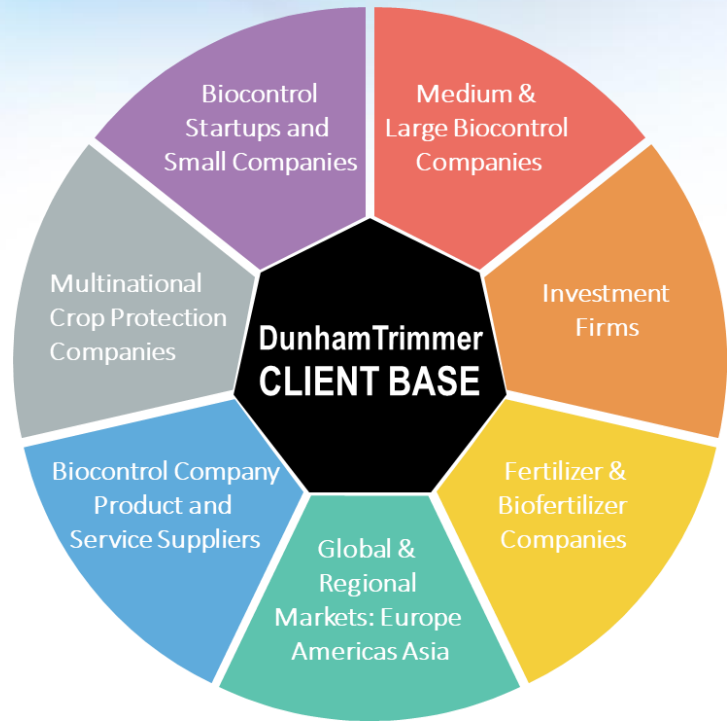 Biocontrol
Startups and
Small Companies
Medium &
Large Biocontrol
Companies
Investment
Firms
Fertilizer &
Biofertilizer
Companies
Global &
Regional
Markets: Europe
Americas Asia
Biocontrol Company
Product and
Service Suppliers
Multinational
Crop Protection
Companies
DunhamTrimmer
CLIENT BASE